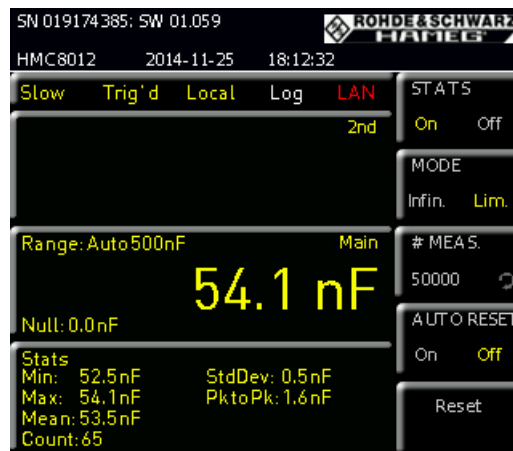 SN 019174385; SW 01.059
ROHDE&SCHWARZ
HAMEG
HMC8012 2014-11-25 18:12:32
Slow Trig'd Local Log LAN
2nd
Range: Auto 500nF Main
54.1 nF
Null: 0.0nF
Stats
Min: 52.5nF StdDev: 0.5nF
Max: 54.1nF PktoPk: 1.6nF
Mean: 53.5nF
Count: 65
STATS
On Off
MODE
Infin. Lim.
# MEAS.
50000
AUTO RESET
On Off
Reset